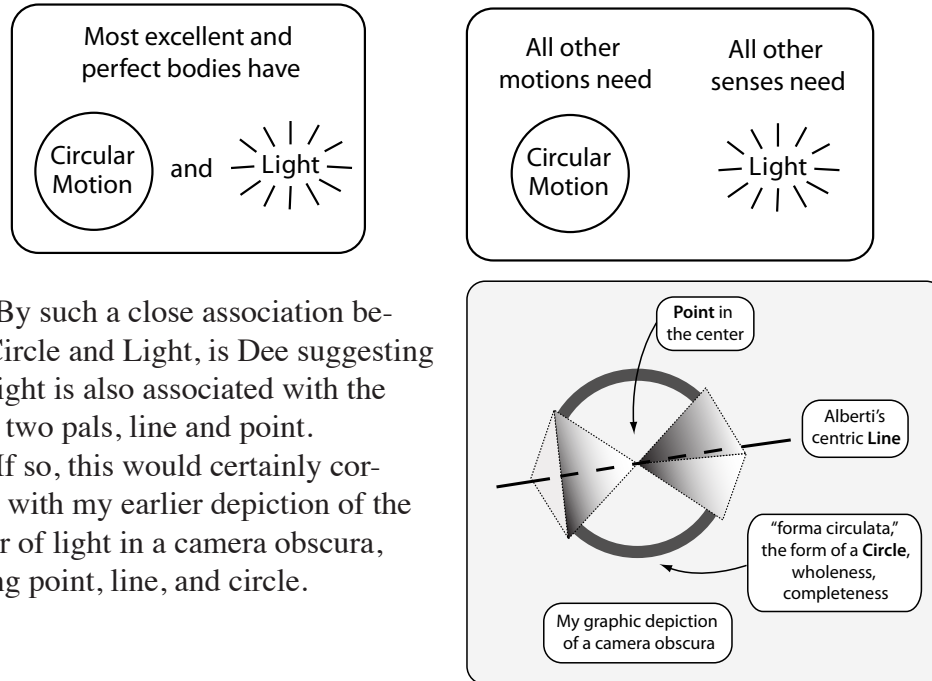 Most excellent and
perfect bodies have
Circular
Motion
and
Light
All other
motions need
Circular
Motion
All other
senses need
Light
By such a close association be-
Circle and Light, is Dee suggesting
ight is also associated with the
two pals, line and point.
If so, this would certainly cor-
with my earlier depiction of the
r of light in a camera obscura,
ng point, line, and circle.
Point in
the center
Alberti’s
centric Line
“forma circulata,”
the form of a Circle,
wholeness,
completeness
My graphic depiction
of a camera obscura